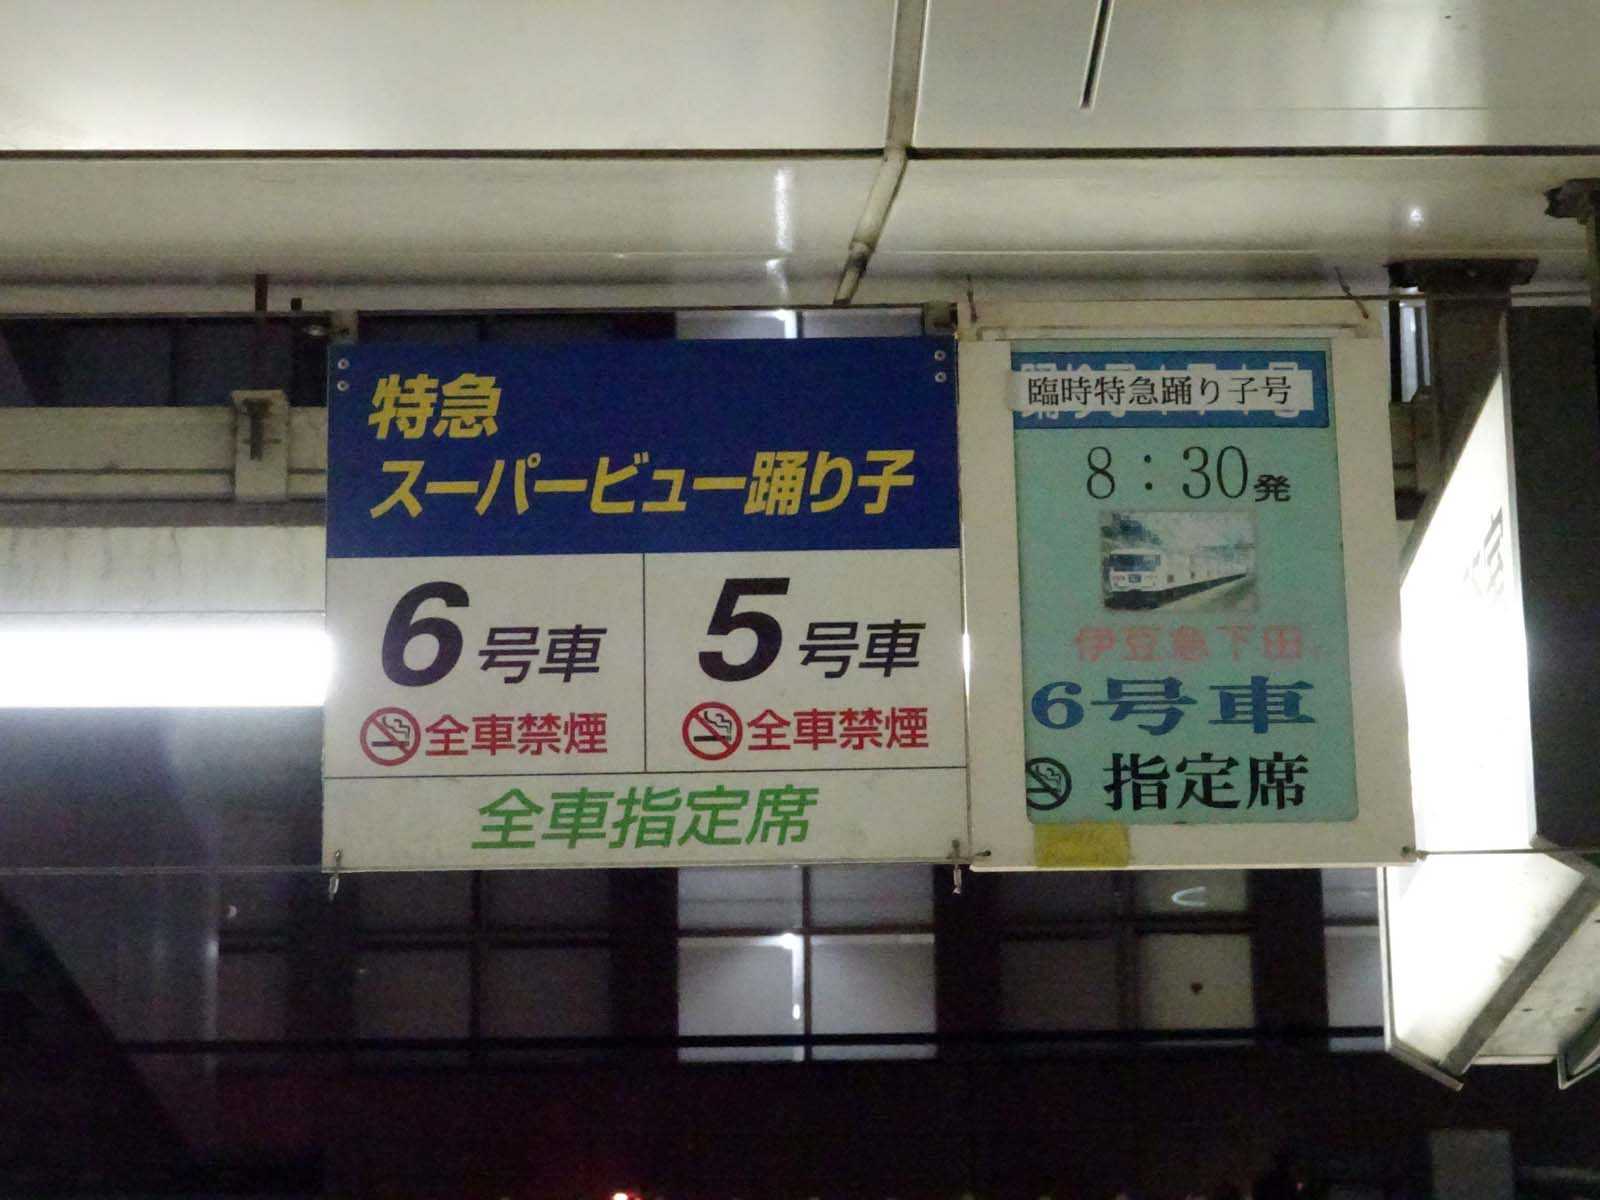 特急
スーパービュー踊り子
6号車
5号車
全車禁煙
全車禁煙
全車指定席
臨時特急踊り子号
8:30発
伊豆急下田
6号車
指定席